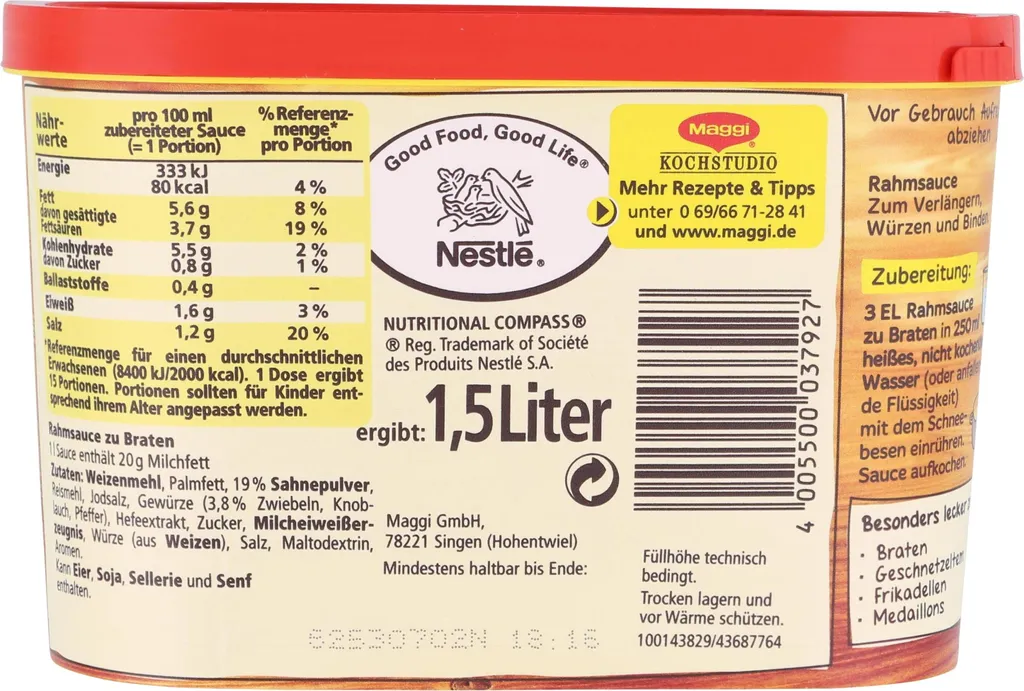 Nähr-
werte
pro 100 ml
zubereiteter Sauce
(= 1 Portion)
% Referenz-
menge*
pro Portion
Energie 333 kJ
80 kcal 4 %
Fett 5,6 g 8 %
davon gesättigte
Fettsäuren 3,7 g 19 %
Kohlenhydrate 5,5 g 2 %
davon Zucker 0,8 g 1 %
Ballaststoffe 0,4 g –
Eiweiß 1,6 g 3 %
Salz 1,2 g 20 %
*Referenzmenge für einen durchschnittlichen
Erwachsenen (8400 kJ/2000 kcal). 1 Dose ergibt
15 Portionen. Portionen sollten für Kinder ent-
sprechend ihrem Alter angepasst werden.
Rahmsauce zu Braten
1 l Sauce enthält 20 g Milchfett
Zutaten: Weizenmehl, Palmfett, 19 % Sahnepulver,
Reismehl, Jodsalz, Gewürze (3,8 % Zwiebeln, Knob-
lauch, Pfeffer), Hefeextrakt, Zucker, Milcheiweißer-
zeugnis, Würze (aus Weizen), Salz, Maltodextrin,
Aromen.
Kann Eier, Soja, Sellerie und Senf
enthalten.
Good Food, Good Life®
Nestlé®
NUTRITIONAL COMPASS®
® Reg. Trademark of Société
des Produits Nestlé S.A.
ergibt: 1,5 Liter
Maggi GmbH,
78221 Singen (Hohentwiel)
Mindestens haltbar bis Ende:
18:16
Maggi®
KOCHSTUDIO
Mehr Rezepte & Tipps
unter 0 69/66 71-28 41
und www.maggi.de
4 005500 037927
Füllhöhe technisch
bedingt.
Trocken lagern und
vor Wärme schützen.
100143829/43687764
Vor Gebrauch
abziehen
Rahmsauce
Zum Verlängern,
Würzen und Binden
Zubereitung:
3 EL Rahmsauce
zu Braten in 250 ml
heißes, nicht
Wasser (oder
de Flüssigkeit)
mit dem Schnee-
besen einrühren.
Sauce aufkochen.
Besonders lecker
· Braten
· Geschnetzeltem
· Frikadellen
· Medaillons